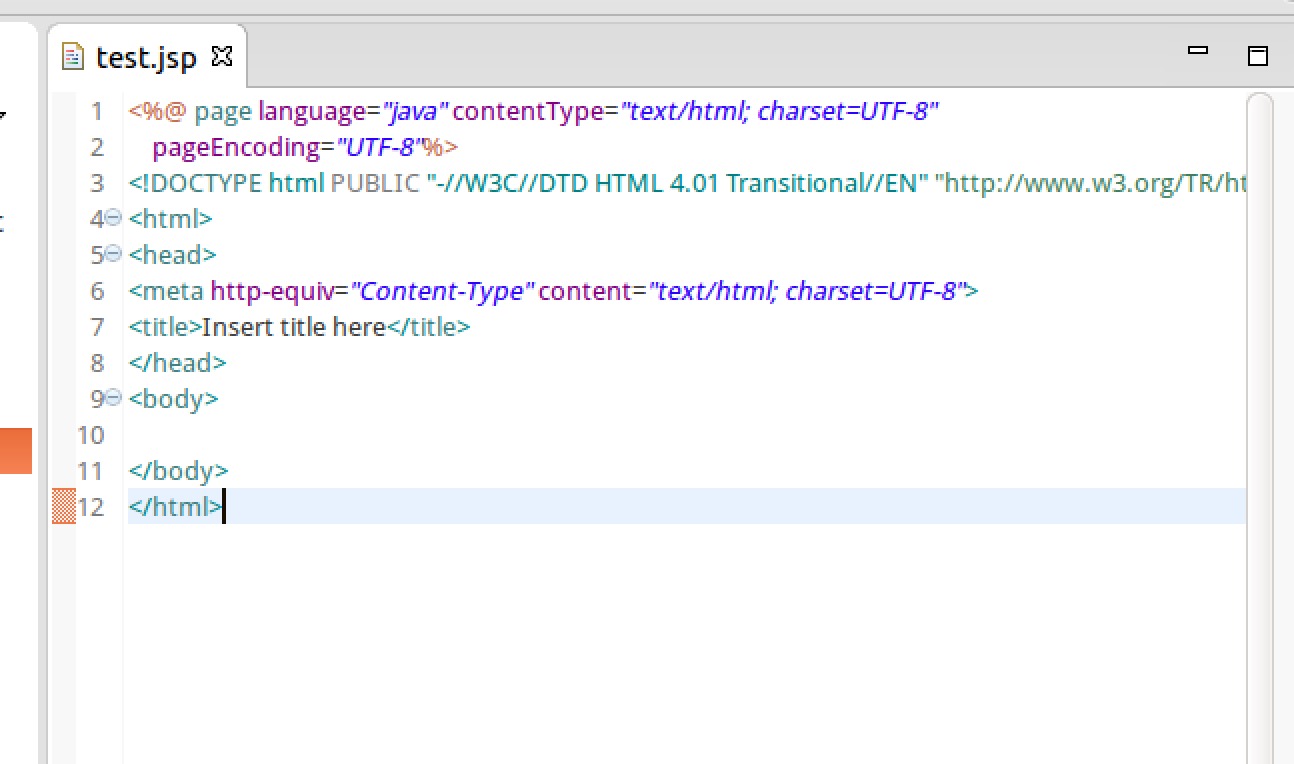 test.jsp
1 <%@ page language="java" contentType="text/html; charset=UTF-8"
2 pageEncoding="UTF-8"%>
3 <!DOCTYPE html PUBLIC "-//W3C//DTD HTML 4.01 Transitional//EN" "http://www.w3.org/TR/ht
4 <html>
5 <head>
6 <meta http-equiv="Content-Type" content="text/html; charset=UTF-8">
7 <title>Insert title here</title>
8 </head>
9 <body>
10
11 </body>
12 </html>